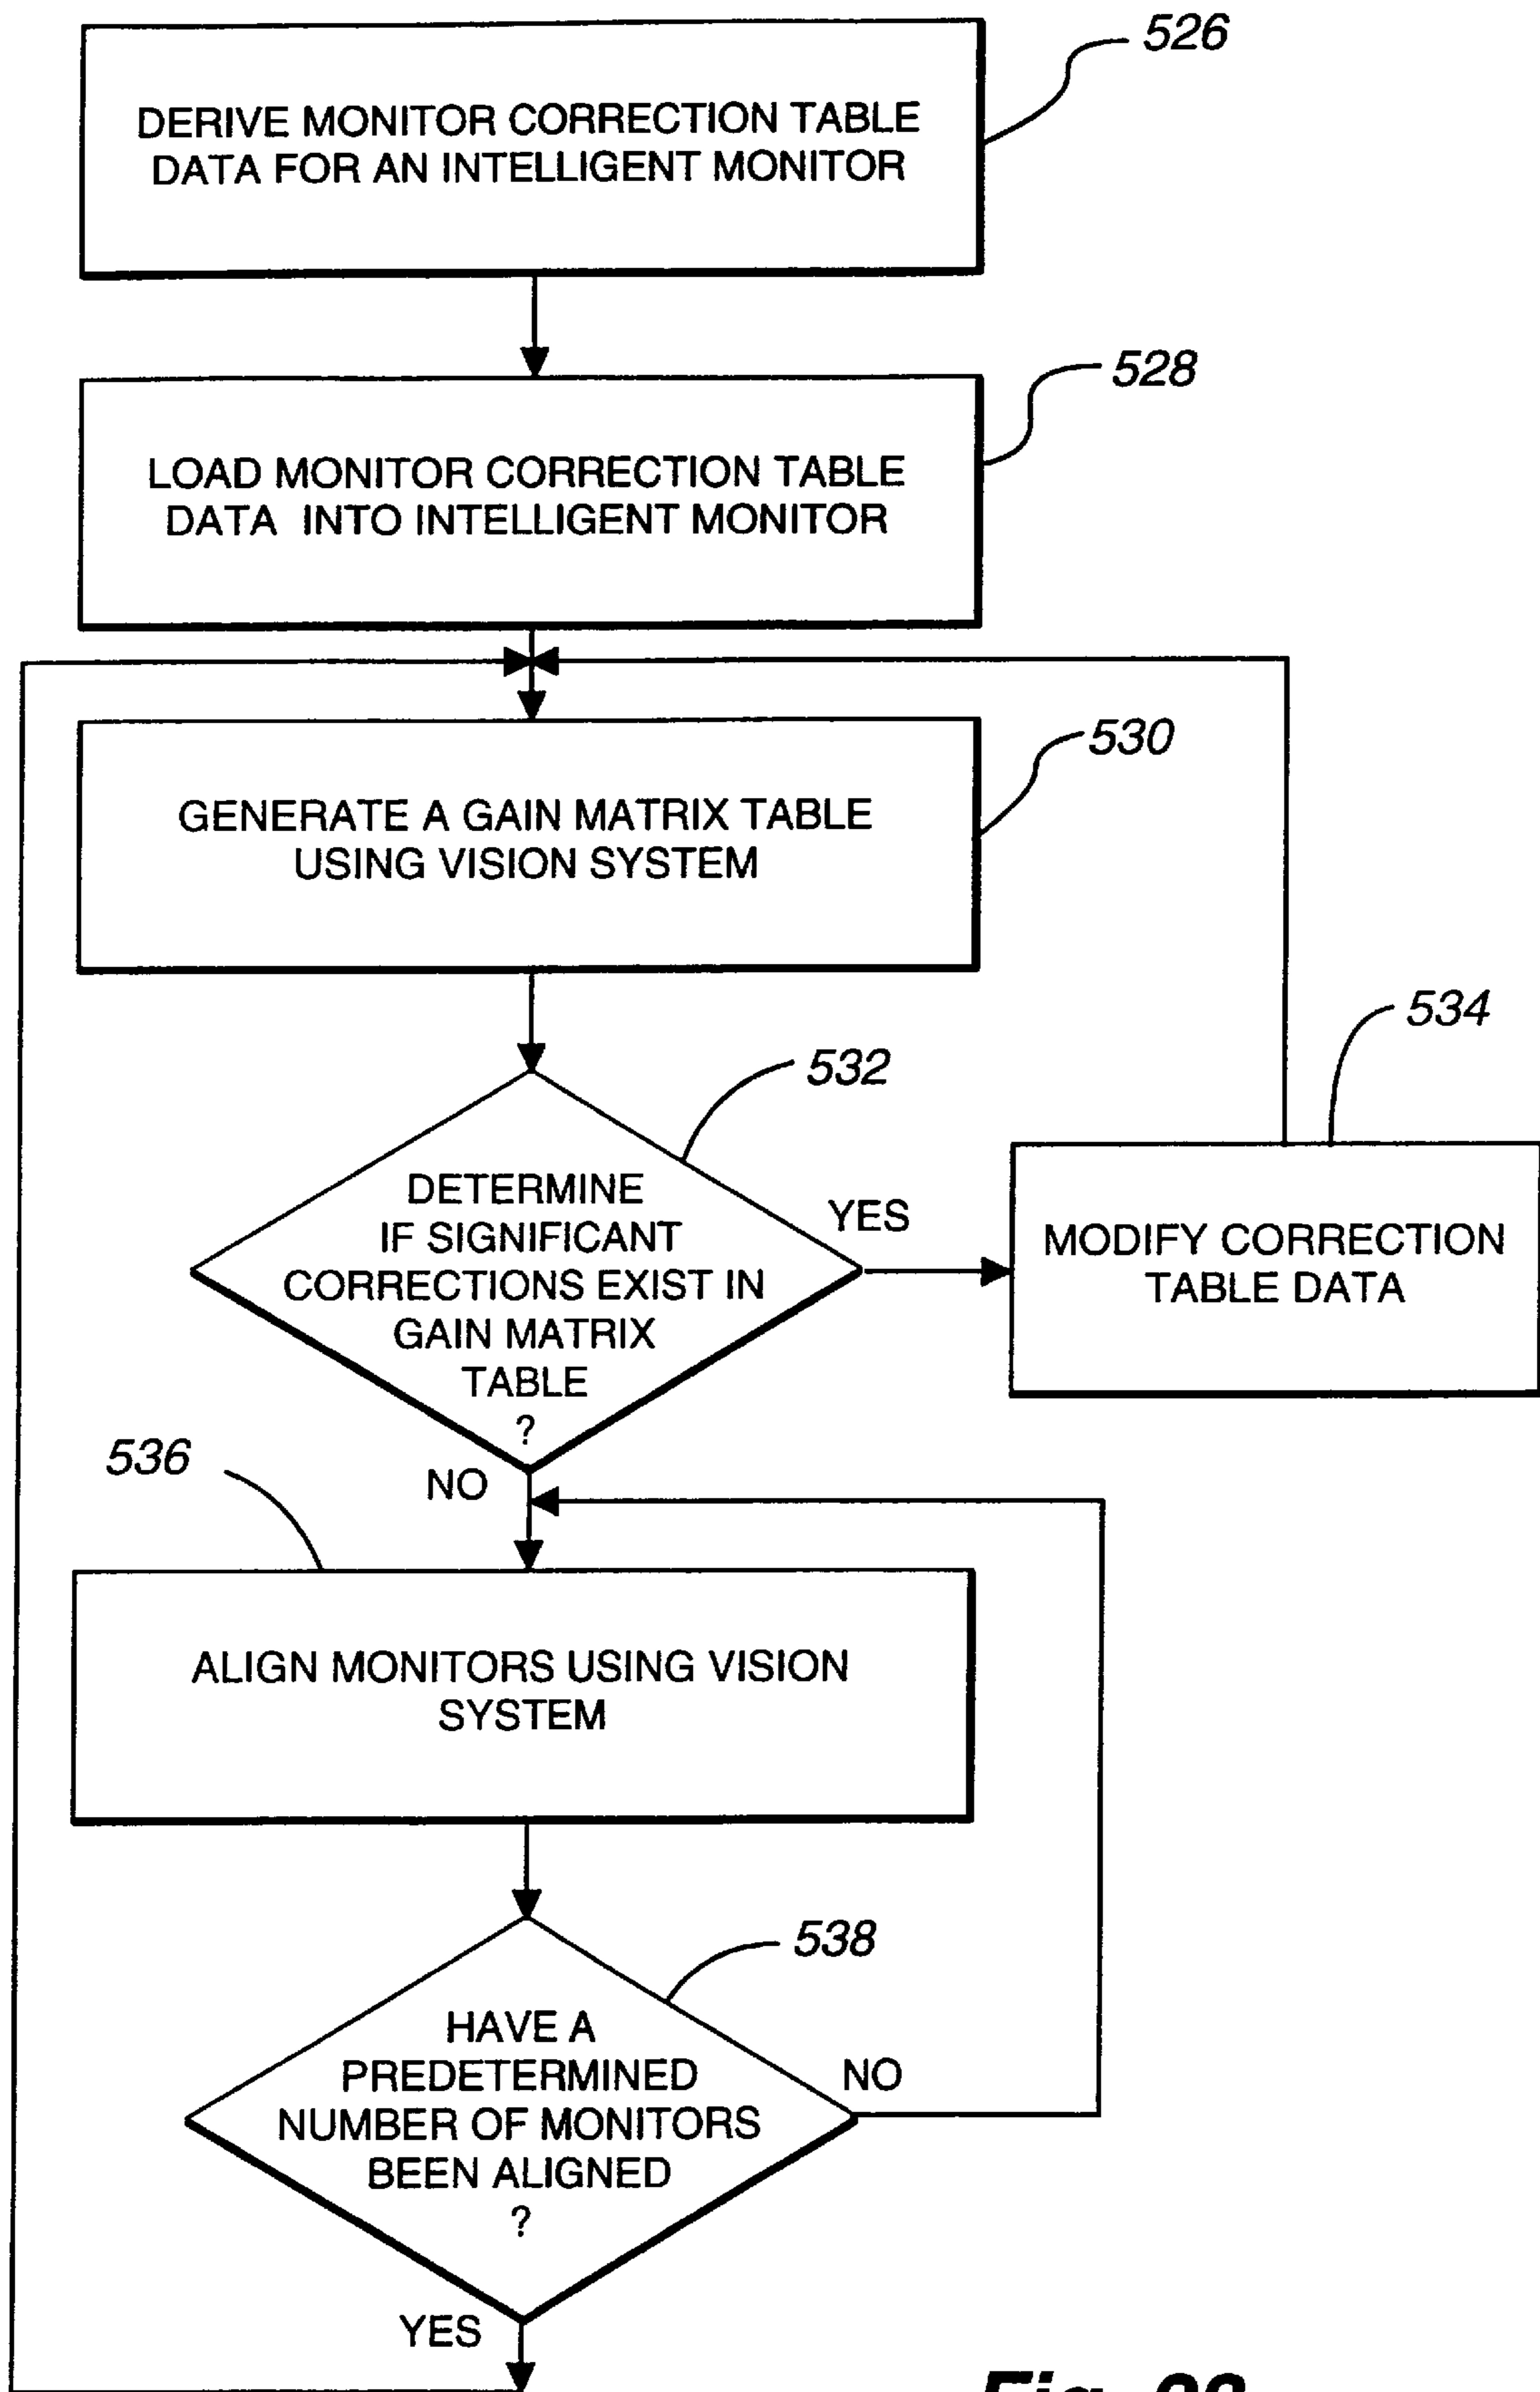 526
DERIVE MONITOR CORRECTION TABLE
DATA FOR AN INTELLIGENT MONITOR
528
LOAD MONITOR CORRECTION TABLE
DATA INTO INTELLIGENT MONITOR
530
GENERATE A GAIN MATRIX TABLE
USING VISION SYSTEM
534
532
DETERMINE
IF SIGNIFICANT
CORRECTIONS EXIST IN
GAIN MATRIX
TABLE
?
YES
MODIFY CORRECTION
TABLE DATA
536
NO
ALIGN MONITORS USING VISION
SYSTEM
538
HAVE A
PREDETERMINED
NUMBER OF MONITORS
BEEN ALIGNED
?
NO
YES